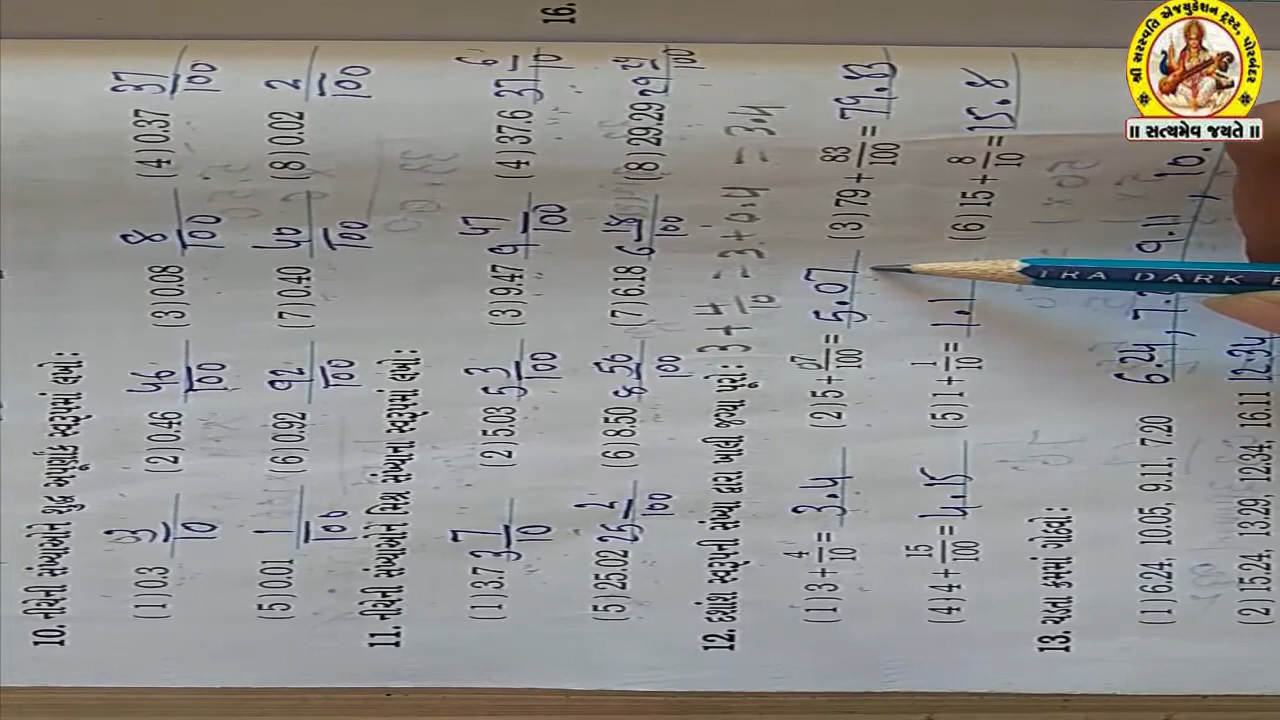 શ્રી સરસ્વતિ એજ્યુકેશન ટ્રસ્ટ, પોરબંદર
॥ સત્યમેવ જયતે ॥
10. નીચેની સંખ્યાઓને શુદ્ધ અપૂર્ણાંક સ્વરૂપમાં લખો :
(1) 0.3 3/10 (2) 0.46 46/100 (3) 0.08 8/100 (4) 0.37 37/100
(5) 0.01 1/100 (6) 0.92 92/100 (7) 0.40 40/100 (8) 0.02 2/100
11. નીચેની સંખ્યાઓને મિશ્ર સંખ્યાના સ્વરૂપમાં લખો :
(1) 3.7 3 7/10 (2) 5.03 5 3/100 (3) 9.47 9 47/100 (4) 37.6 37 6/10
(5) 25.02 25 2/100 (6) 8.50 8 50/100 (7) 6.18 6 18/100 (8) 29.29 29 29/100
12. દશાંશ સ્વરૂપની સંખ્યા દ્વારા ખાલી જગ્યા પૂરો : 3 + 4/10 = 3 + 0.4 = 3.4
(1) 3 + 4/10 = 3.4 (2) 5 + 07/100 = 5.07 (3) 79 + 83/100 = 79.83
(4) 4 + 15/100 = 4.15 (5) 1 + 1/10 = 1.1 (6) 15 + 8/10 = 15.8
13. ચડતા ક્રમમાં ગોઠવો :
(1) 6.24, 10.05, 9.11, 7.20 6.24, 7.2 9.11, 10.
(2) 15.24, 13.29, 12.34, 16.11 12.34
16.
TRA DARK